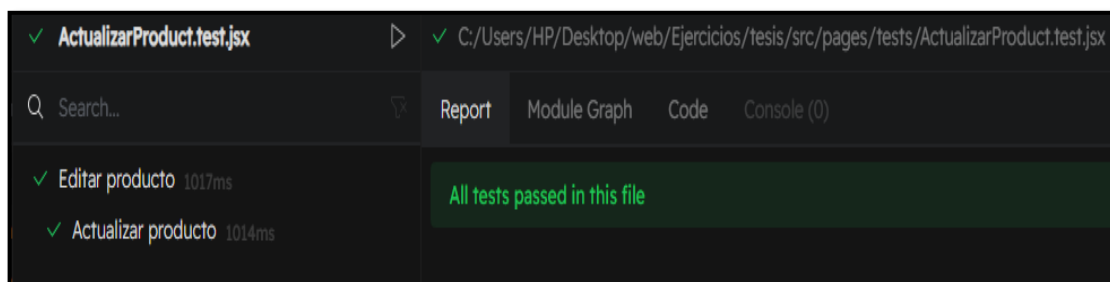 ActualizarProduct.test.jsx
C:/Users/HP/Desktop/web/Ejercicios/tesis/src/pages/tests/ActualizarProduct.test.jsx
Search...
Report Module Graph Code Console (0)
Editar producto 1017ms
All tests passed in this file
Actualizar producto 1014ms